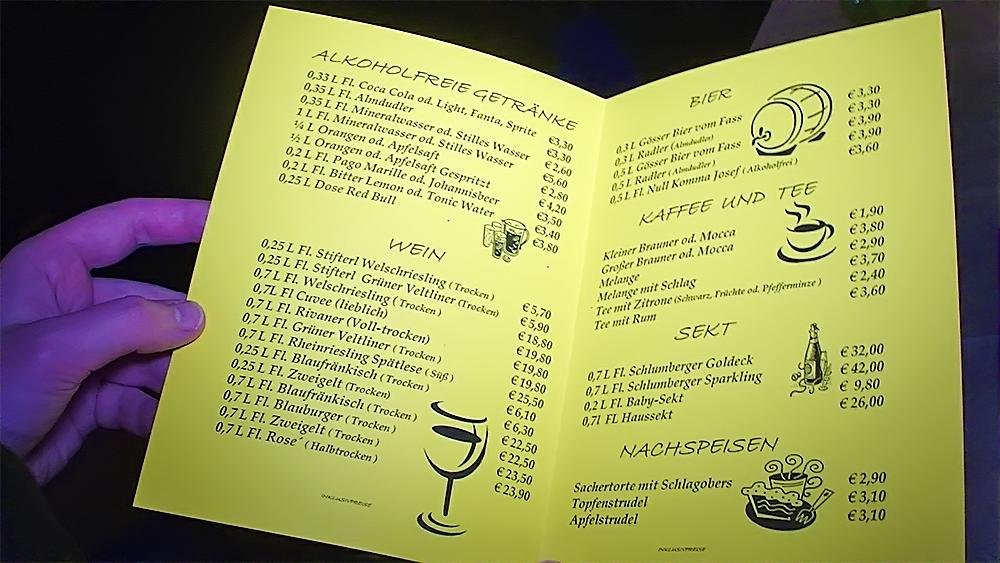 ALKOHOLFREIE GETRÄNKE
0,33 L Fl. Coca Cola od. Light, Fanta, Sprite €3,30
0,35 L Fl. Almdudler €3,30
0,35 L Fl. Mineralwasser od. Stilles Wasser €2,60
1 L Fl. Mineralwasser od. Stilles Wasser €5,60
¼ L Orangen od. Apfelsaft €2,80
½ L Orangen od. Apfelsaft Gespritzt €4,20
0,2 L Fl. Pago Marille od. Johannisbeer €3,50
0,2 L Fl. Bitter Lemon od. Tonic Water €3,40
0,25 L Dose Red Bull €3,80
WEIN
0,25 L Fl. Stifterl Welschriesling (Trocken) €5,70
0,25 L Fl. Stifterl Grüner Veltliner (Trocken) €5,90
0,7 L Fl. Welschriesling (Trocken) €18,80
0,7L Fl Cuvee (lieblich) €19,80
0,7 L Fl. Rivaner (Voll-trocken) €19,80
0,7 L Fl. Grüner Veltliner (Trocken) €19,80
0,7 L Fl. Rheinriesling Spätlese (Süß) €25,50
0,25 L Fl. Blaufränkisch (Trocken) €6,10
0,25 L Fl. Zweigelt (Trocken) €6,30
0,7 L Fl. Blaufränkisch (Trocken) €22,50
0,7 L Fl. Blauburger (Trocken) €22,50
0,7 L Fl. Zweigelt (Trocken) €23,50
0,7 L Fl. Rose´ (Halbtrocken) €23,90
INKLUSIVPREISE
BIER
0,3 L Gösser Bier vom Fass €3,30
0,3 L Radler (Almdudler) €3,30
0,5 L Gösser Bier vom Fass €3,90
0,5 L Radler (Almdudler) €3,90
0,5 L Fl. Null Komma Josef (Alkoholfrei) €3,60
KAFFEE UND TEE
Kleiner Brauner od. Mocca €1,90
Großer Brauner od. Mocca €3,80
Melange €2,90
Melange mit Schlag €3,70
Tee mit Zitrone (Schwarz, Früchte od. Pfefferminze) €2,40
Tee mit Rum €3,60
SEKT
0,7 L Fl. Schlumberger Goldeck €32,00
0,7 L Fl. Schlumberger Sparkling €42,00
0,2 L Fl. Baby-Sekt € 9,80
0,7l FL Haussekt €26,00
NACHSPEISEN
Sachertorte mit Schlagobers €2,90
Topfenstrudel €3,10
Apfelstrudel €3,10
INKLUSIVPREISE